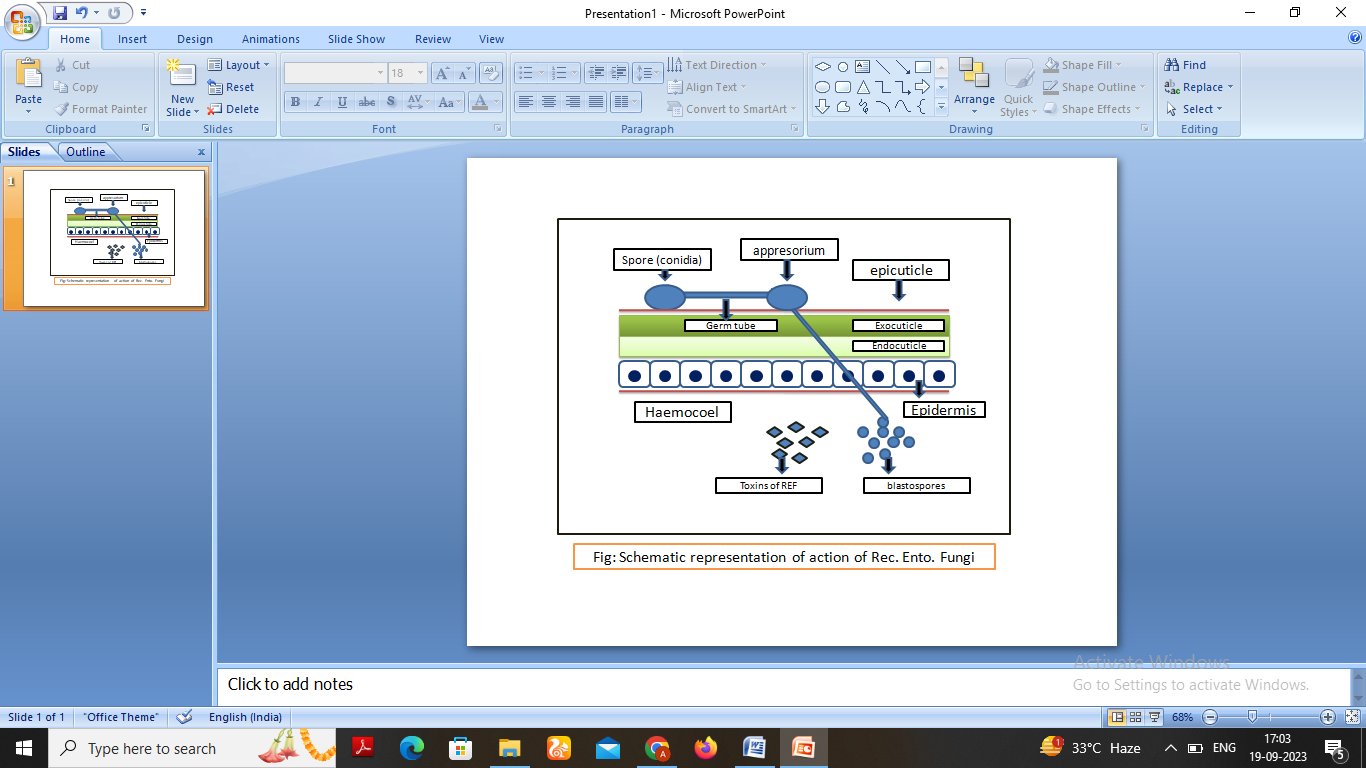 Presentation1 - Microsoft PowerPoint
Home Insert Design Animations Slide Show Review View
Paste
Cut
Copy
Format Painter
Clipboard
New Slide
Layout
Reset
Delete
Slides
18
B I U abc S AV Aa A
Font
Text Direction
Align Text
Convert to SmartArt
Paragraph
Arrange
Quick Styles
Shape Fill
Shape Outline
Shape Effects
Drawing
Find
Replace
Select
Editing
Slides Outline x
1
Spore (conidia)
appresorium
epicuticle
Germ tube
Exocuticle
Endocuticle
Haemocoel
Epidermis
Toxins of REF
blastospores
Fig: Schematic representation of action of Rec. Ento. Fungi
Activate Windows
Go to Settings to activate Windows.
Click to add notes
Slide 1 of 1 "Office Theme" English (India) 68%
Type here to search
33°C Haze ENG
17:03
19-09-2023
5